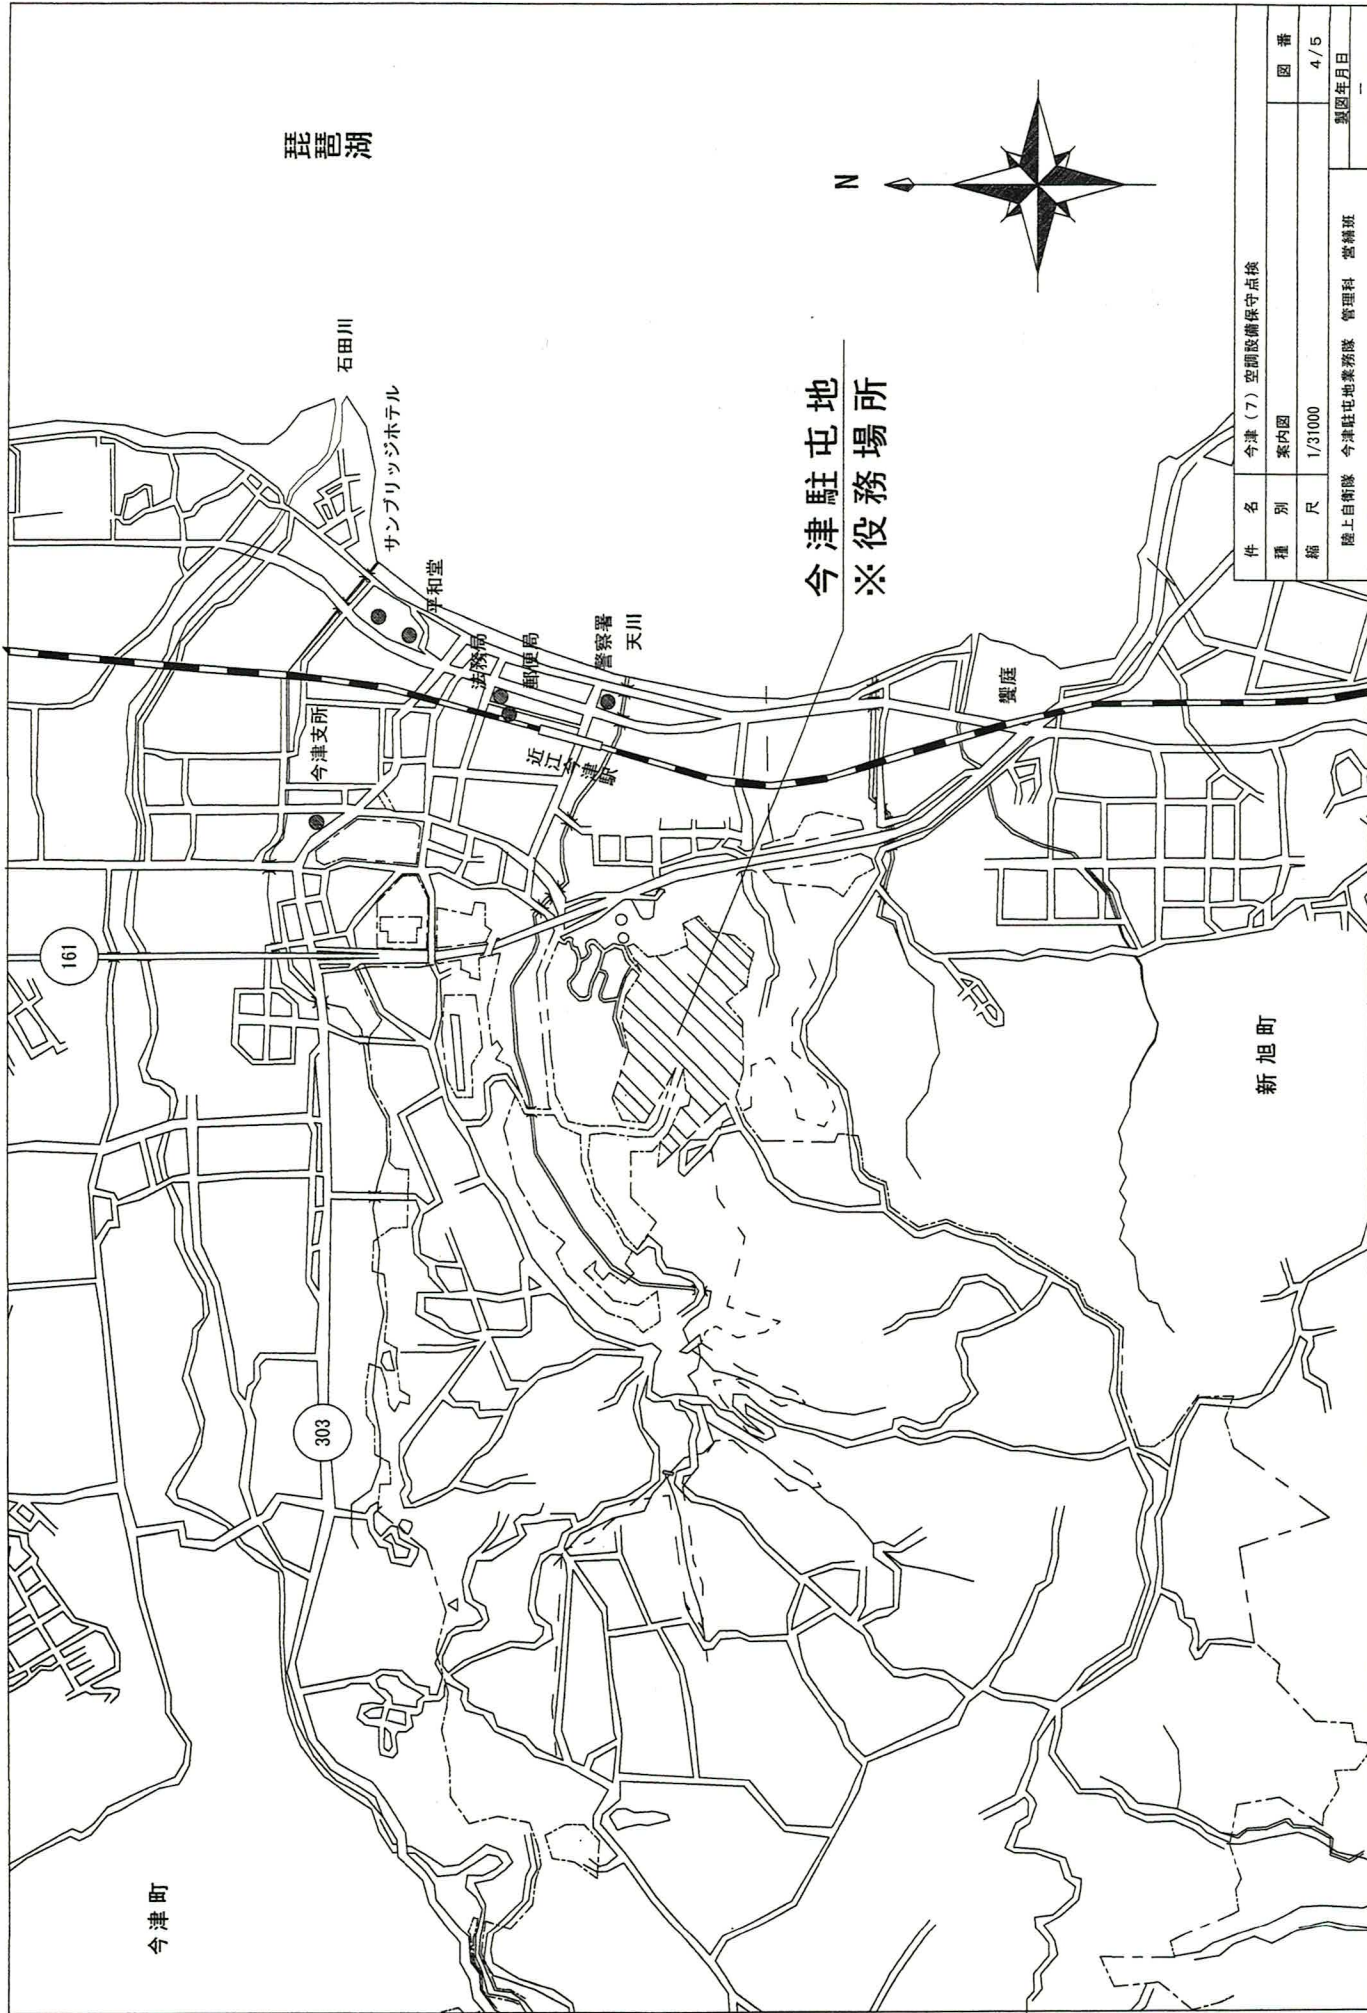 琵琶湖
N
石田川
サンブリッジホテル
平和堂
法務局
郵便局
警察署
天川
今津支所
近江今津駅
161
303
今津駐屯地
※役務場所
饗庭
新旭町
今津町
件 名 今津(7)空調設備保守点検
種 別 案内図 図 番
縮 尺 1/31000 4/5
陸上自衛隊 今津駐屯地業務隊 管理科 営繕班 製図年月日
－